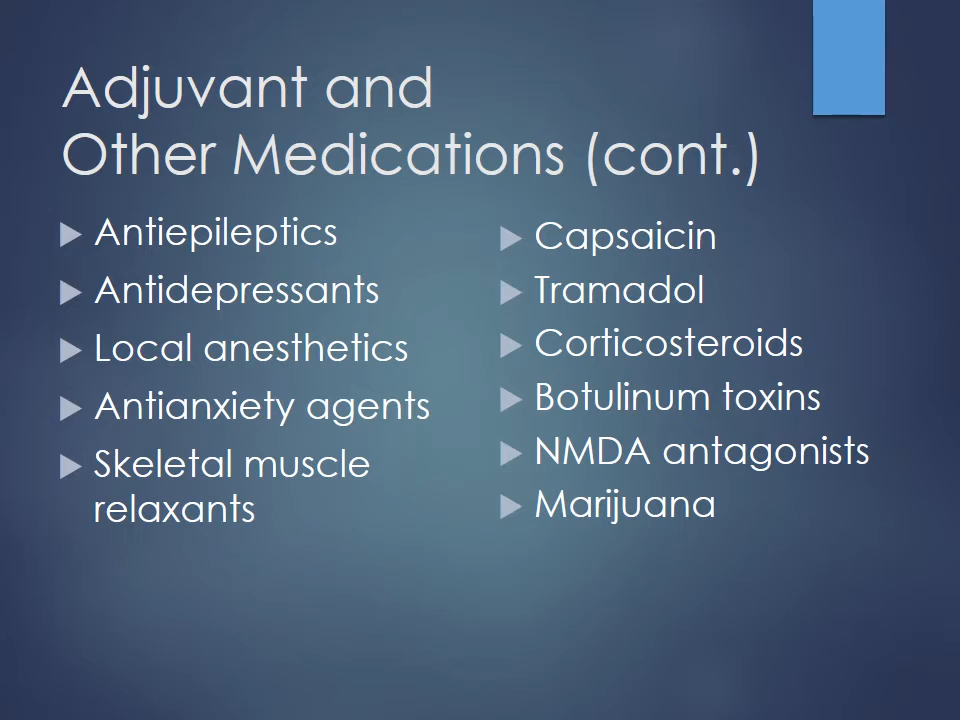 Adjuvant and
Other Medications (cont.)
Antiepileptics
Antidepressants
Local anesthetics
Antianxiety agents
Skeletal muscle
relaxants
Capsaicin
Tramadol
Corticosteroids
Botulinum toxins
NMDA antagonists
Marijuana